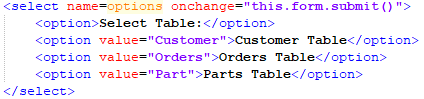 <select name=options onchange="this.form.submit()">
<option>Select Table:</option>
<option value="Customer">Customer Table</option>
<option value="Orders">Orders Table</option>
<option value="Part">Parts Table</option>
</select>